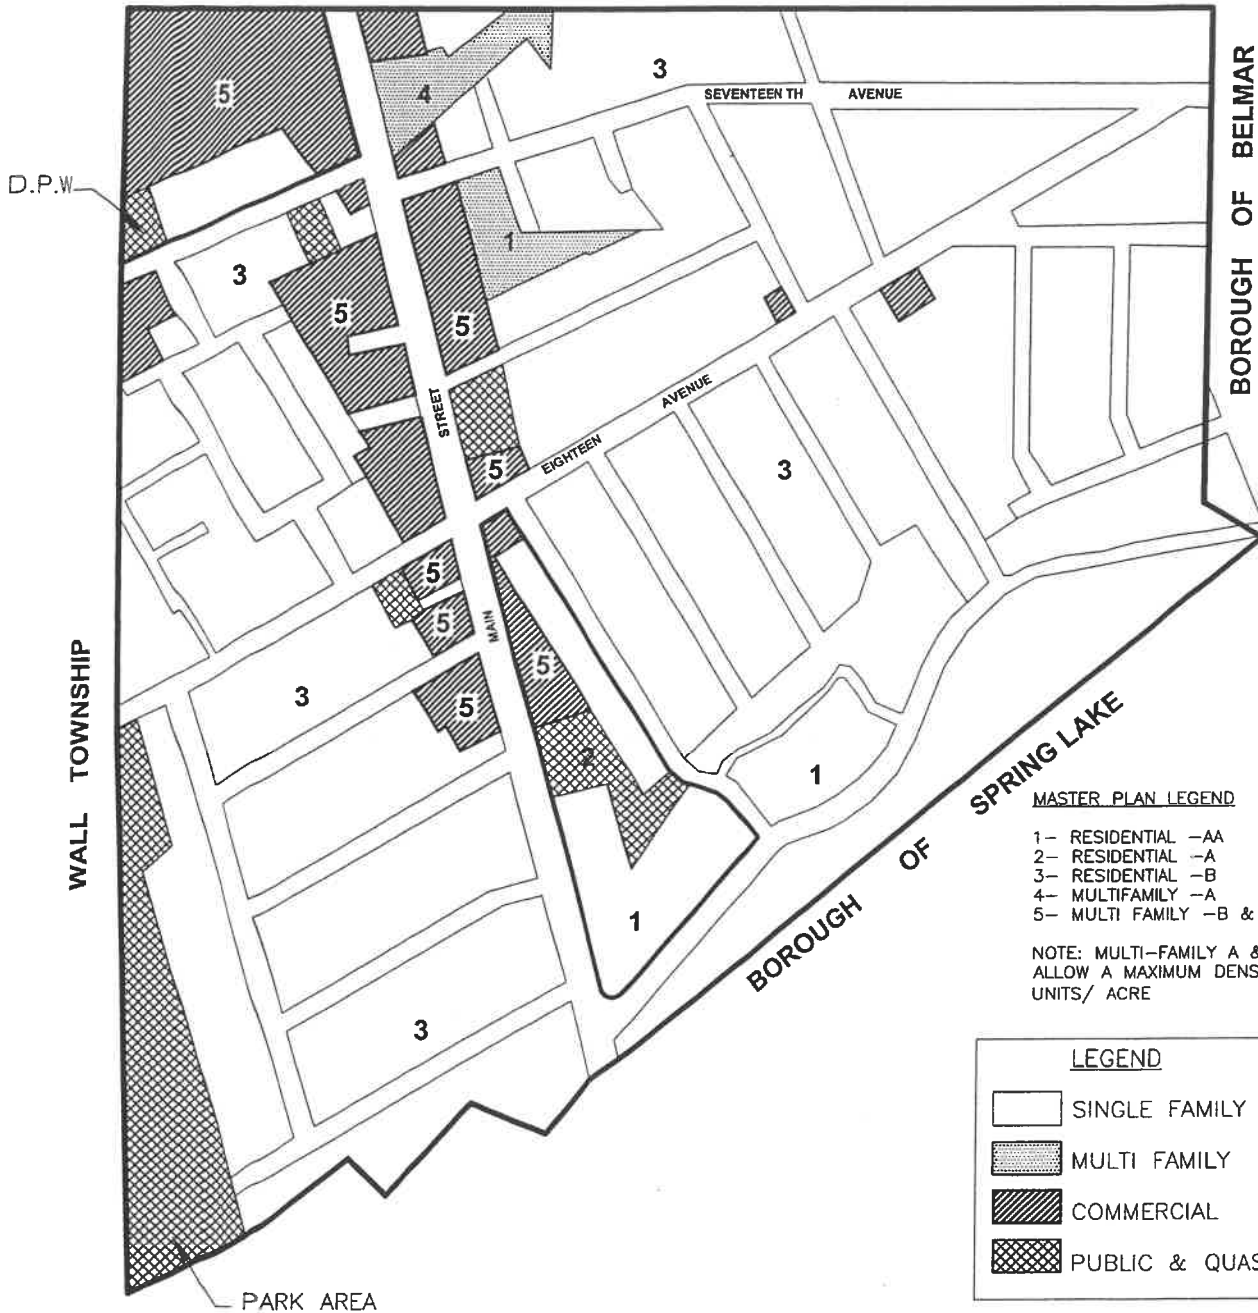 5
4
3
SEVENTEEN TH AVENUE
BOROUGH OF BELMAR
D.P.W
1
3
5
5
STREET
AVENUE
EIGHTEEN
5
3
5
5
MAIN
WALL TOWNSHIP
3
5
5
2
1
BOROUGH OF SPRING LAKE
1
3
MASTER PLAN LEGEND
1- RESIDENTIAL -AA
2- RESIDENTIAL -A
3- RESIDENTIAL -B
4- MULTIFAMILY -A
5- MULTI FAMILY -B &
NOTE: MULTI-FAMILY A &
ALLOW A MAXIMUM DENS
UNITS/ ACRE
LEGEND
SINGLE FAMILY
MULTI FAMILY
COMMERCIAL
PUBLIC & QUAS
PARK AREA